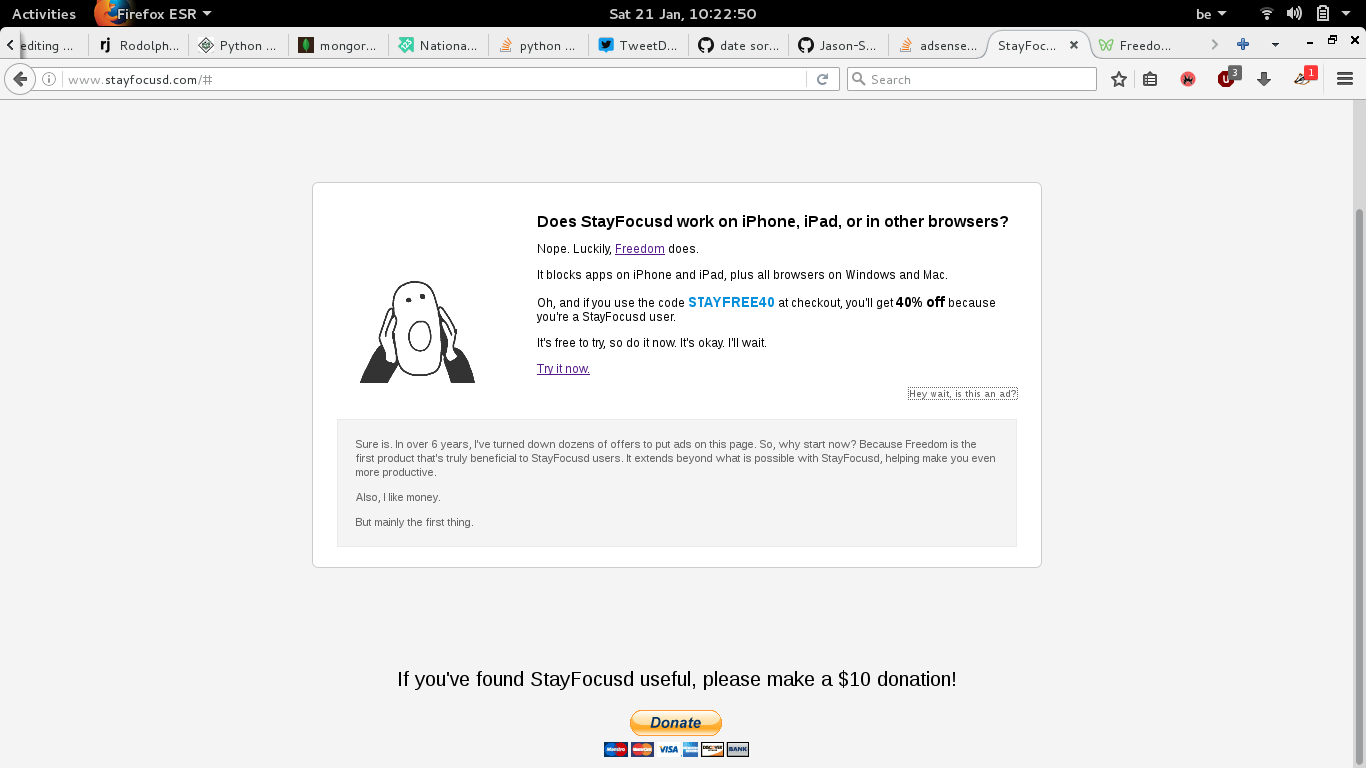 Activities Firefox ESR Sat 21 Jan, 10:22:50 be
editing ... Rodolph... Python ... mongor... Nationa... python ... TweetD... date sor... Jason-S... adsense... StayFoc... Freedo...
www.stayfocusd.com/# Search 3 1
Does StayFocusd work on iPhone, iPad, or in other browsers?
Nope. Luckily, Freedom does.
It blocks apps on iPhone and iPad, plus all browsers on Windows and Mac.
Oh, and if you use the code STAYFREE40 at checkout, you'll get 40% off because
you're a StayFocusd user.
It's free to try, so do it now. It's okay. I'll wait.
Try it now.
Hey wait, is this an ad?
Sure is. In over 6 years, I've turned down dozens of offers to put ads on this page. So, why start now? Because Freedom is the
first product that's truly beneficial to StayFocusd users. It extends beyond what is possible with StayFocusd, helping make you even
more productive.
Also, I like money.
But mainly the first thing.
If you've found StayFocusd useful, please make a $10 donation!
Donate
Maestro MasterCard VISA DISCOVER BANK